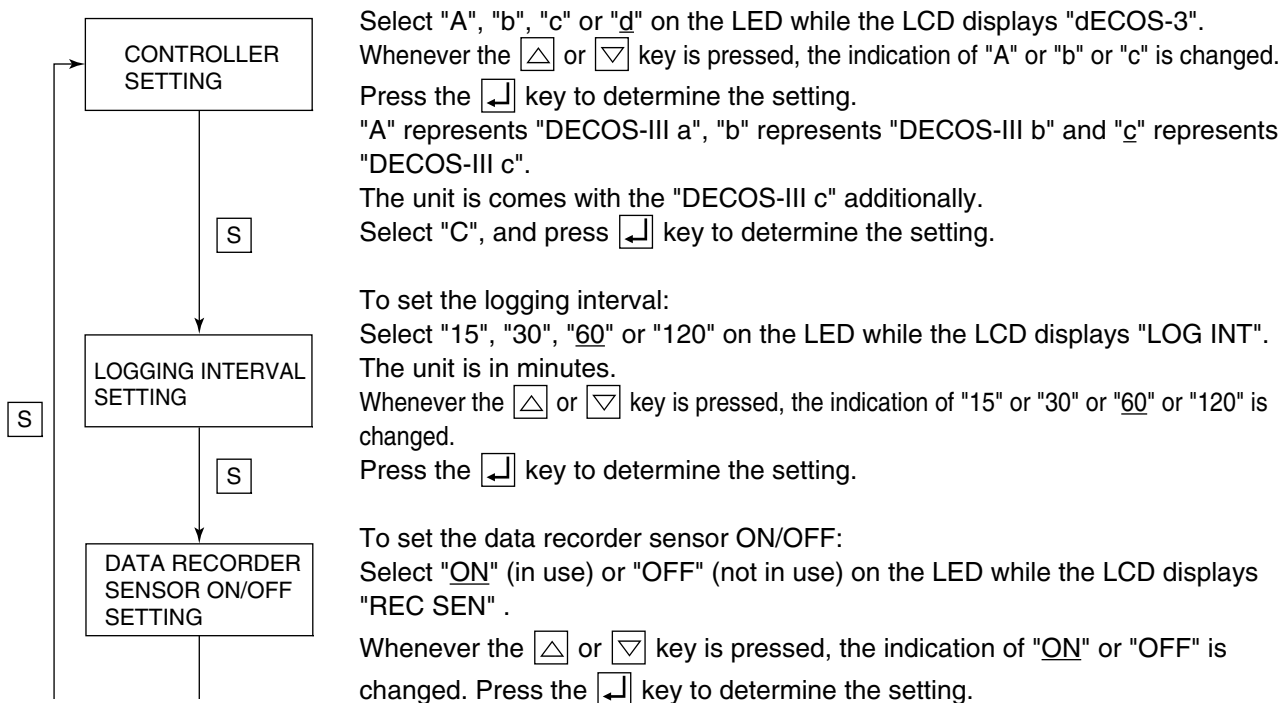 CONTROLLER
SETTING
Select "A", "b", "c" or "d" on the LED while the LCD displays "dECOS-3".
Whenever the △ or ▽ key is pressed, the indication of "A" or "b" or "c" is changed.
Press the ↵ key to determine the setting.
"A" represents "DECOS-III a", "b" represents "DECOS-III b" and "c" represents
"DECOS-III c".
The unit is comes with the "DECOS-III c" additionally.
Select "C", and press ↵ key to determine the setting.
S
LOGGING INTERVAL
SETTING
To set the logging interval:
Select "15", "30", "60" or "120" on the LED while the LCD displays "LOG INT".
The unit is in minutes.
Whenever the △ or ▽ key is pressed, the indication of "15" or "30" or "60" or "120" is
changed.
Press the ↵ key to determine the setting.
S
S
DATA RECORDER
SENSOR ON/OFF
SETTING
To set the data recorder sensor ON/OFF:
Select "ON" (in use) or "OFF" (not in use) on the LED while the LCD displays
"REC SEN" .
Whenever the △ or ▽ key is pressed, the indication of "ON" or "OFF" is
changed. Press the ↵ key to determine the setting.